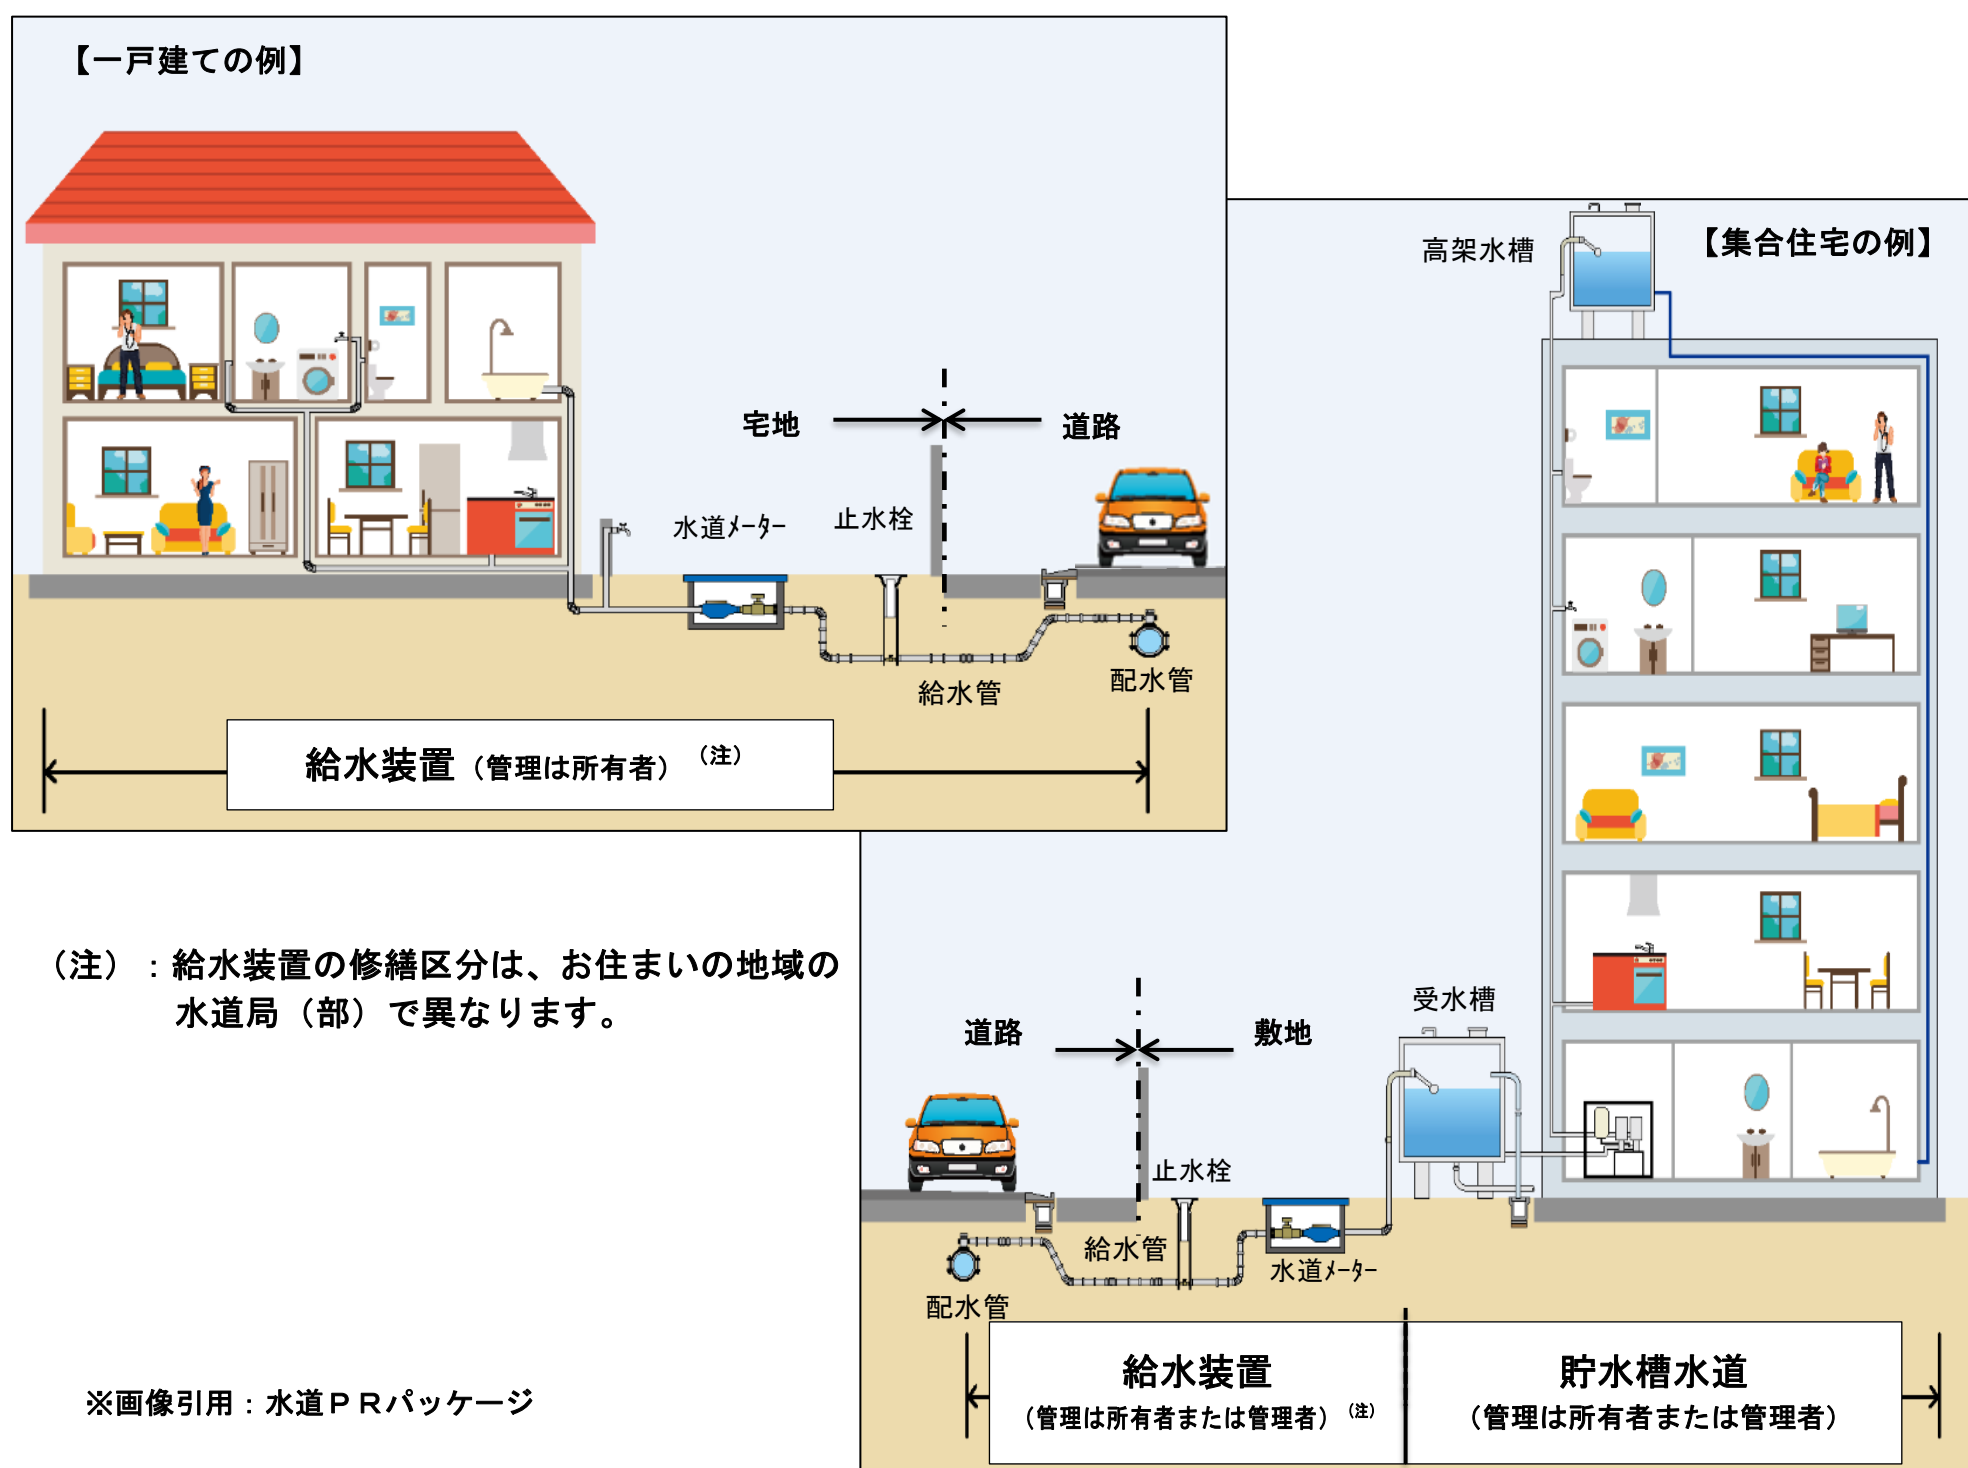 【一戸建ての例】
宅地
道路
水道ﾒｰﾀｰ
止水栓
給水管
配水管
給水装置（管理は所有者）（注）
【集合住宅の例】
高架水槽
（注）：給水装置の修繕区分は、お住まいの地域の
水道局（部）で異なります。
道路
敷地
受水槽
止水栓
給水管
水道ﾒｰﾀｰ
配水管
給水装置
（管理は所有者または管理者）（注）
貯水槽水道
（管理は所有者または管理者）
※画像引用：水道ＰＲパッケージ